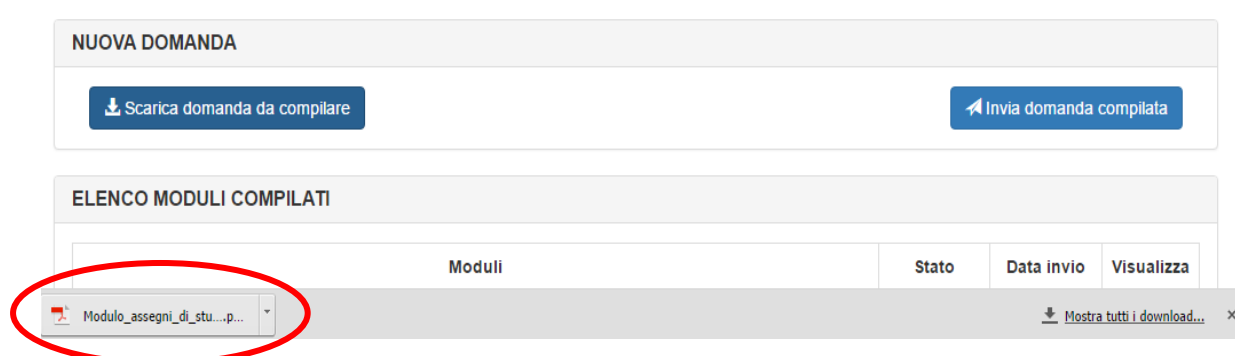 NUOVA DOMANDA
Scarica domanda da compilare
Invia domanda compilata
ELENCO MODULI COMPILATI
Moduli Stato Data invio Visualizza
Modulo_assegni_di_stu....p... Mostra tutti i download...